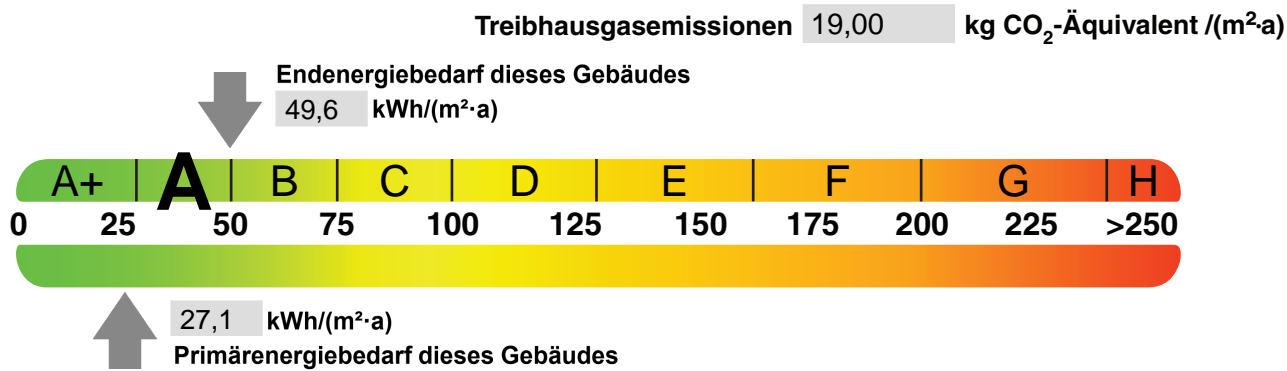 Treibhausgasemissionen 19,00 kg CO₂-Äquivalent /(m²·a)
Endenergiebedarf dieses Gebäudes
49,6 kWh/(m²·a)
A+ A B C D E F G H
0 25 50 75 100 125 150 175 200 225 >250
27,1 kWh/(m²·a)
Primärenergiebedarf dieses Gebäudes